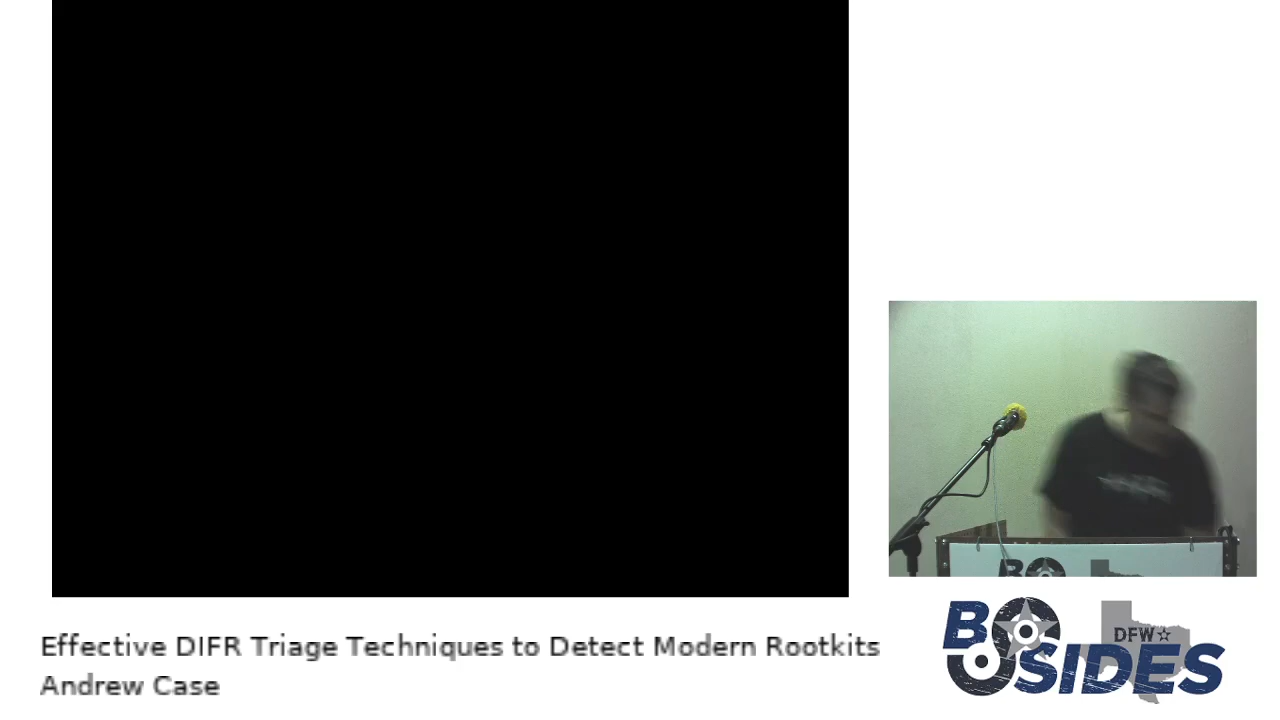 Effective DIFR Triage Techniques to Detect Modern Rootkits
Andrew Case
BSIDES
DFW